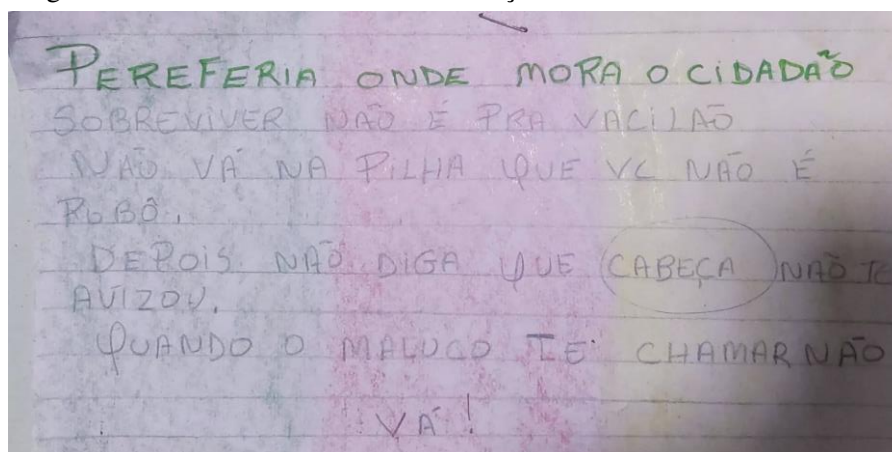 PEREFERIA ONDE MORA O CIDADÃO
SOBREVIVER NÃO É PRA VACILÃO
NÃO VÁ NA PILHA QUE VC NÃO É
ROBÔ.
DEPOIS NÃO DIGA QUE CABEÇA NÃO TE
AVIZOU.
QUANDO O MALUCO TE CHAMAR NÃO
VÁ!